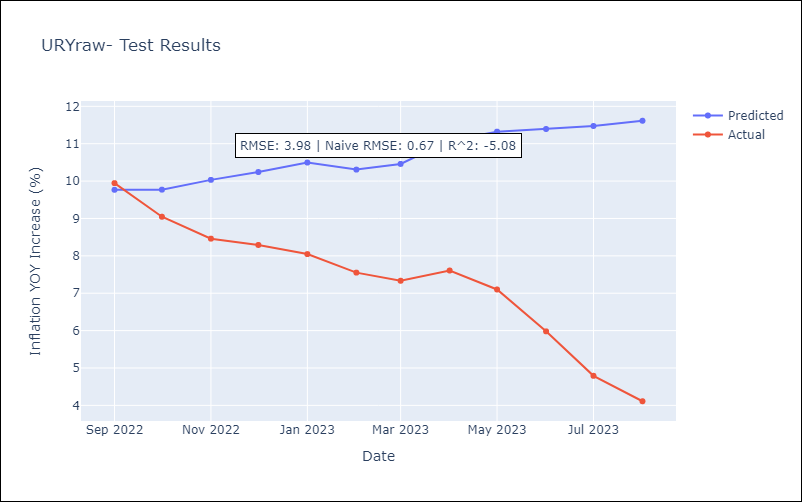 URYraw- Test Results
Predicted
Actual
RMSE: 3.98 | Naive RMSE: 0.67 | R^2: -5.08
Inflation YOY Increase (%)
12
11
10
9
8
7
6
5
4
Sep 2022
Nov 2022
Jan 2023
Mar 2023
May 2023
Jul 2023
Date